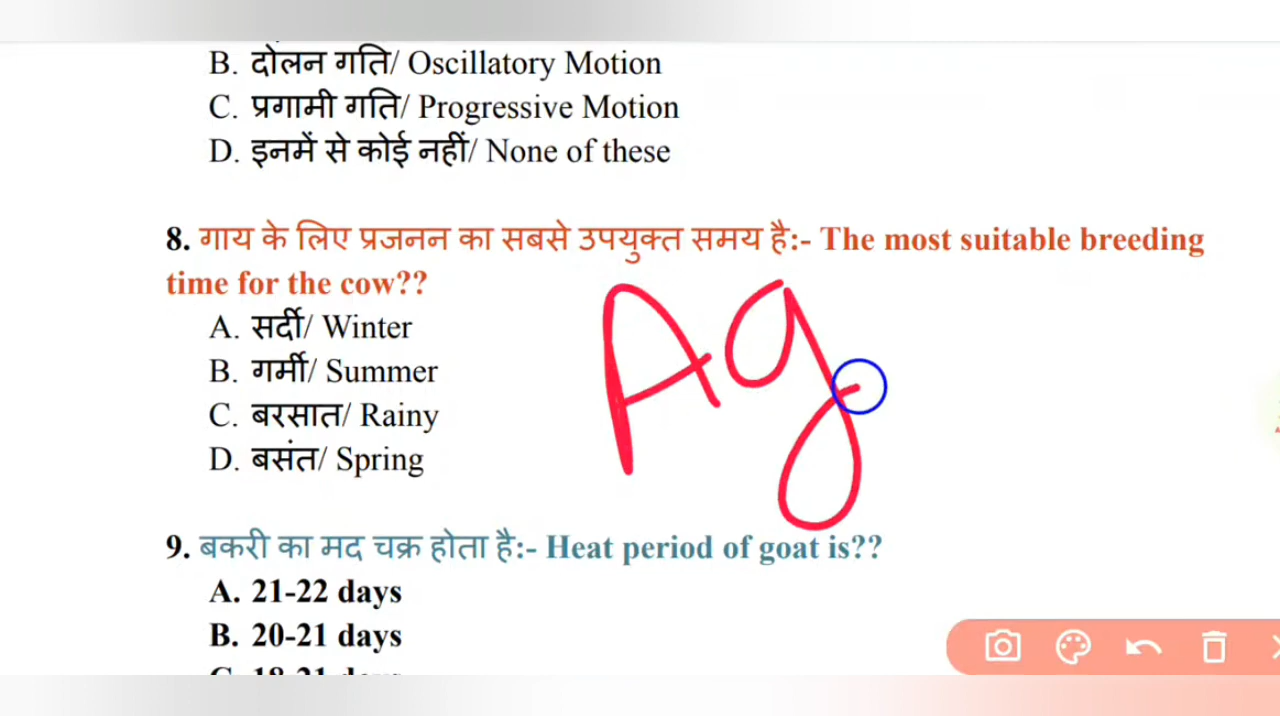 B. दोलन गति/ Oscillatory Motion
C. प्रगामी गति/ Progressive Motion
D. इनमें से कोई नहीं/ None of these
8. गाय के लिए प्रजनन का सबसे उपयुक्त समय है:- The most suitable breeding
time for the cow??
A. सर्दी/ Winter
B. गर्मी/ Summer
C. बरसात/ Rainy
D. बसंत/ Spring
Ag
9. बकरी का मद चक्र होता है:- Heat period of goat is??
A. 21-22 days
B. 20-21 days